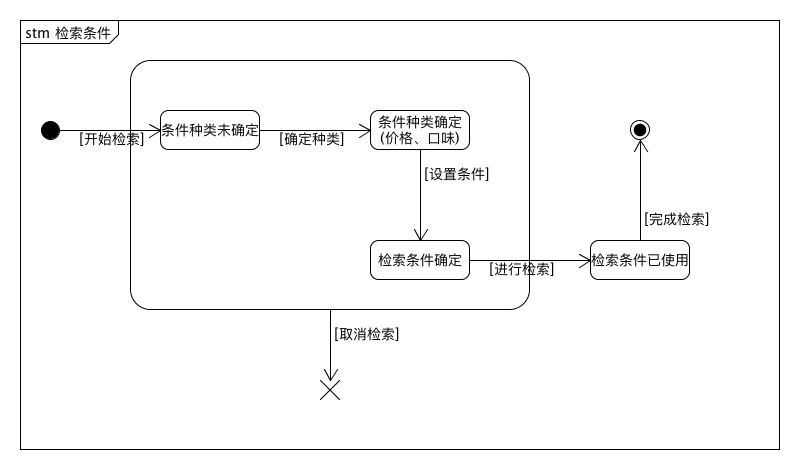 stm 检索条件
[开始检索]
条件种类未确定
[确定种类]
条件种类确定
(价格、口味)
[设置条件]
检索条件确定
[进行检索]
检索条件已使用
[完成检索]
[取消检索]